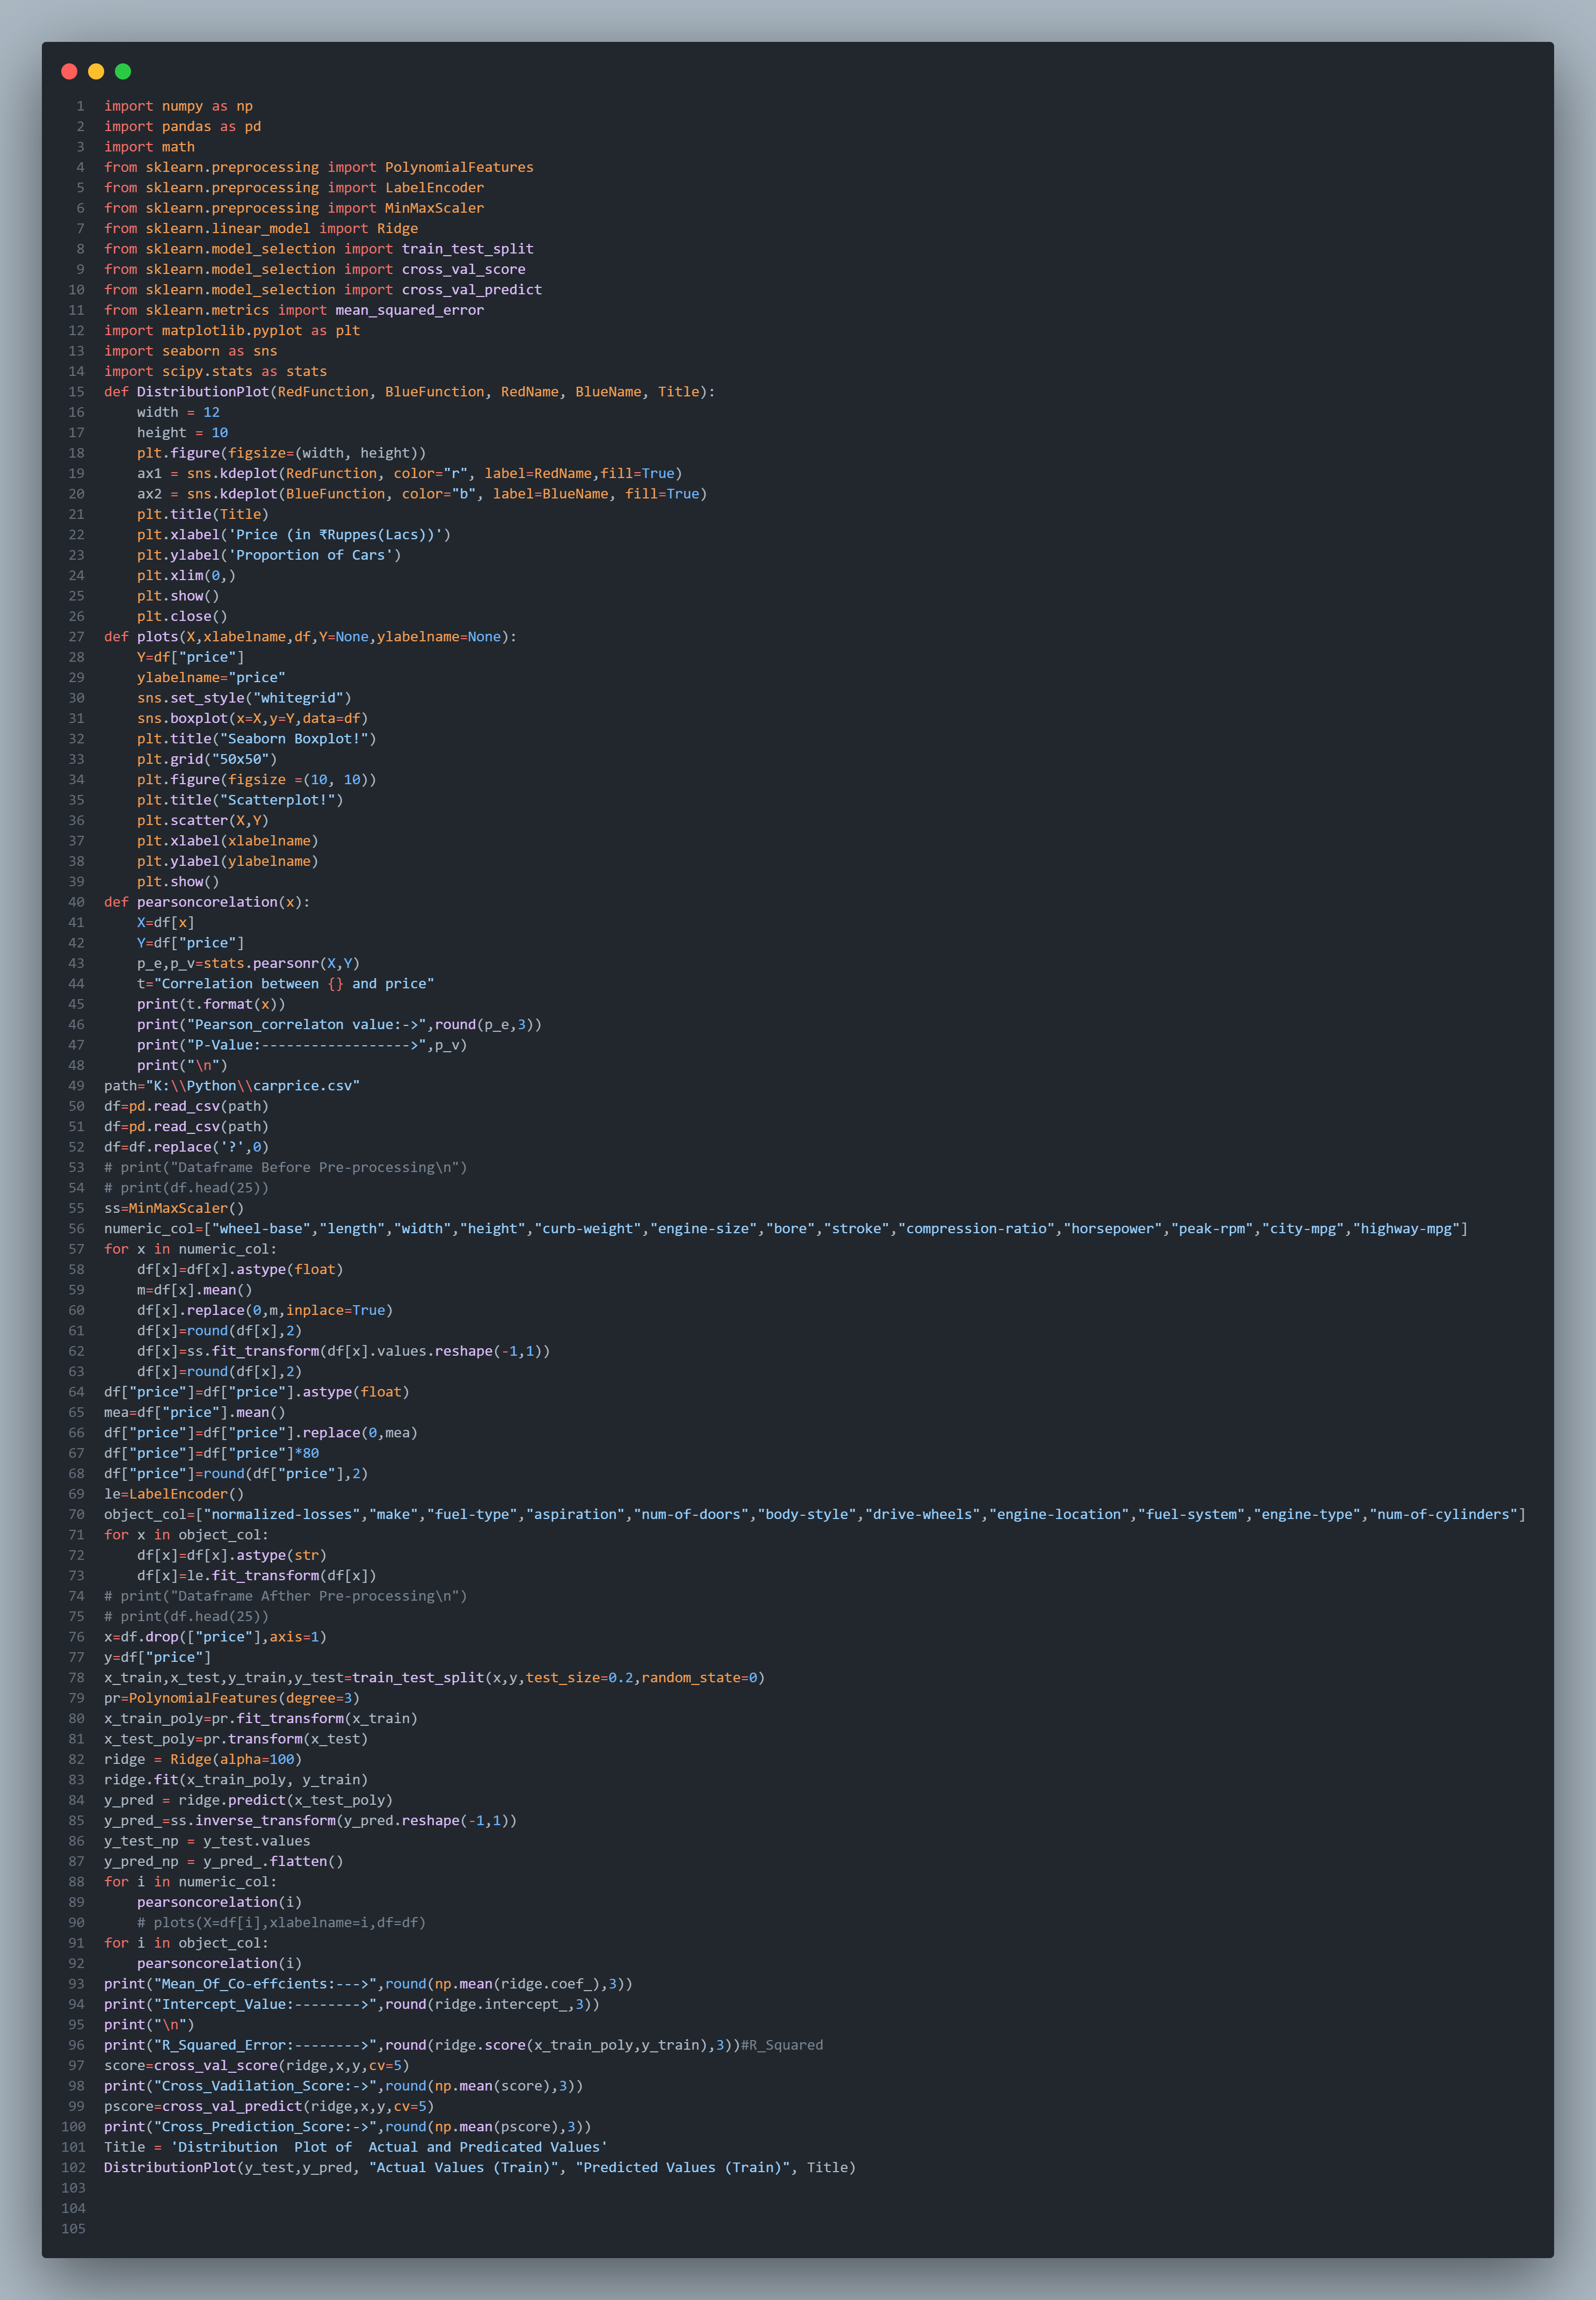 1 import numpy as np
2 import pandas as pd
3 import math
4 from sklearn.preprocessing import PolynomialFeatures
5 from sklearn.preprocessing import LabelEncoder
6 from sklearn.preprocessing import MinMaxScaler
7 from sklearn.linear_model import Ridge
8 from sklearn.model_selection import train_test_split
9 from sklearn.model_selection import cross_val_score
10 from sklearn.model_selection import cross_val_predict
11 from sklearn.metrics import mean_squared_error
12 import matplotlib.pyplot as plt
13 import seaborn as sns
14 import scipy.stats as stats
15 def DistributionPlot(RedFunction, BlueFunction, RedName, BlueName, Title):
16     width = 12
17     height = 10
18     plt.figure(figsize=(width, height))
19     ax1 = sns.kdeplot(RedFunction, color="r", label=RedName,fill=True)
20     ax2 = sns.kdeplot(BlueFunction, color="b", label=BlueName, fill=True)
21     plt.title(Title)
22     plt.xlabel('Price (in ₹Ruppes(Lacs))')
23     plt.ylabel('Proportion of Cars')
24     plt.xlim(0,)
25     plt.show()
26     plt.close()
27 def plots(X,xlabelname,df,Y=None,ylabelname=None):
28     Y=df["price"]
29     ylabelname="price"
30     sns.set_style("whitegrid")
31     sns.boxplot(x=X,y=Y,data=df)
32     plt.title("Seaborn Boxplot!")
33     plt.grid("50x50")
34     plt.figure(figsize =(10, 10))
35     plt.title("Scatterplot!")
36     plt.scatter(X,Y)
37     plt.xlabel(xlabelname)
38     plt.ylabel(ylabelname)
39     plt.show()
40 def pearsoncorelation(x):
41     X=df[x]
42     Y=df["price"]
43     p_e,p_v=stats.pearsonr(X,Y)
44     t="Correlation between {} and price"
45     print(t.format(x))
46     print("Pearson_correlaton value:->",round(p_e,3))
47     print("P-Value:------------------>",p_v)
48     print("\n")
49 path="K:\\Python\\carprice.csv"
50 df=pd.read_csv(path)
51 df=pd.read_csv(path)
52 df=df.replace('?',0)
53 # print("Dataframe Before Pre-processing\n")
54 # print(df.head(25))
55 ss=MinMaxScaler()
56 numeric_col=["wheel-base","length","width","height","curb-weight","engine-size","bore","stroke","compression-ratio","horsepower","peak-rpm","city-mpg","highway-mpg"]
57 for x in numeric_col:
58     df[x]=df[x].astype(float)
59     m=df[x].mean()
60     df[x].replace(0,m,inplace=True)
61     df[x]=round(df[x],2)
62     df[x]=ss.fit_transform(df[x].values.reshape(-1,1))
63     df[x]=round(df[x],2)
64 df["price"]=df["price"].astype(float)
65 mea=df["price"].mean()
66 df["price"]=df["price"].replace(0,mea)
67 df["price"]=df["price"]*80
68 df["price"]=round(df["price"],2)
69 le=LabelEncoder()
70 object_col=["normalized-losses","make","fuel-type","aspiration","num-of-doors","body-style","drive-wheels","engine-location","fuel-system","engine-type","num-of-cylinders"]
71 for x in object_col:
72     df[x]=df[x].astype(str)
73     df[x]=le.fit_transform(df[x])
74 # print("Dataframe Afther Pre-processing\n")
75 # print(df.head(25))
76 x=df.drop(["price"],axis=1)
77 y=df["price"]
78 x_train,x_test,y_train,y_test=train_test_split(x,y,test_size=0.2,random_state=0)
79 pr=PolynomialFeatures(degree=3)
80 x_train_poly=pr.fit_transform(x_train)
81 x_test_poly=pr.transform(x_test)
82 ridge = Ridge(alpha=100)
83 ridge.fit(x_train_poly, y_train)
84 y_pred = ridge.predict(x_test_poly)
85 y_pred_=ss.inverse_transform(y_pred.reshape(-1,1))
86 y_test_np = y_test.values
87 y_pred_np = y_pred_.flatten()
88 for i in numeric_col:
89     pearsoncorelation(i)
90     # plots(X=df[i],xlabelname=i,df=df)
91 for i in object_col:
92     pearsoncorelation(i)
93 print("Mean_Of_Co-effcients:--->",round(np.mean(ridge.coef_),3))
94 print("Intercept_Value:-------->",round(ridge.intercept_,3))
95 print("\n")
96 print("R_Squared_Error:-------->",round(ridge.score(x_train_poly,y_train),3))#R_Squared
97 score=cross_val_score(ridge,x,y,cv=5)
98 print("Cross_Vadilation_Score:->",round(np.mean(score),3))
99 pscore=cross_val_predict(ridge,x,y,cv=5)
100 print("Cross_Prediction_Score:->",round(np.mean(pscore),3))
101 Title = 'Distribution  Plot of  Actual and Predicated Values'
102 DistributionPlot(y_test,y_pred, "Actual Values (Train)", "Predicted Values (Train)", Title)
103
104
105